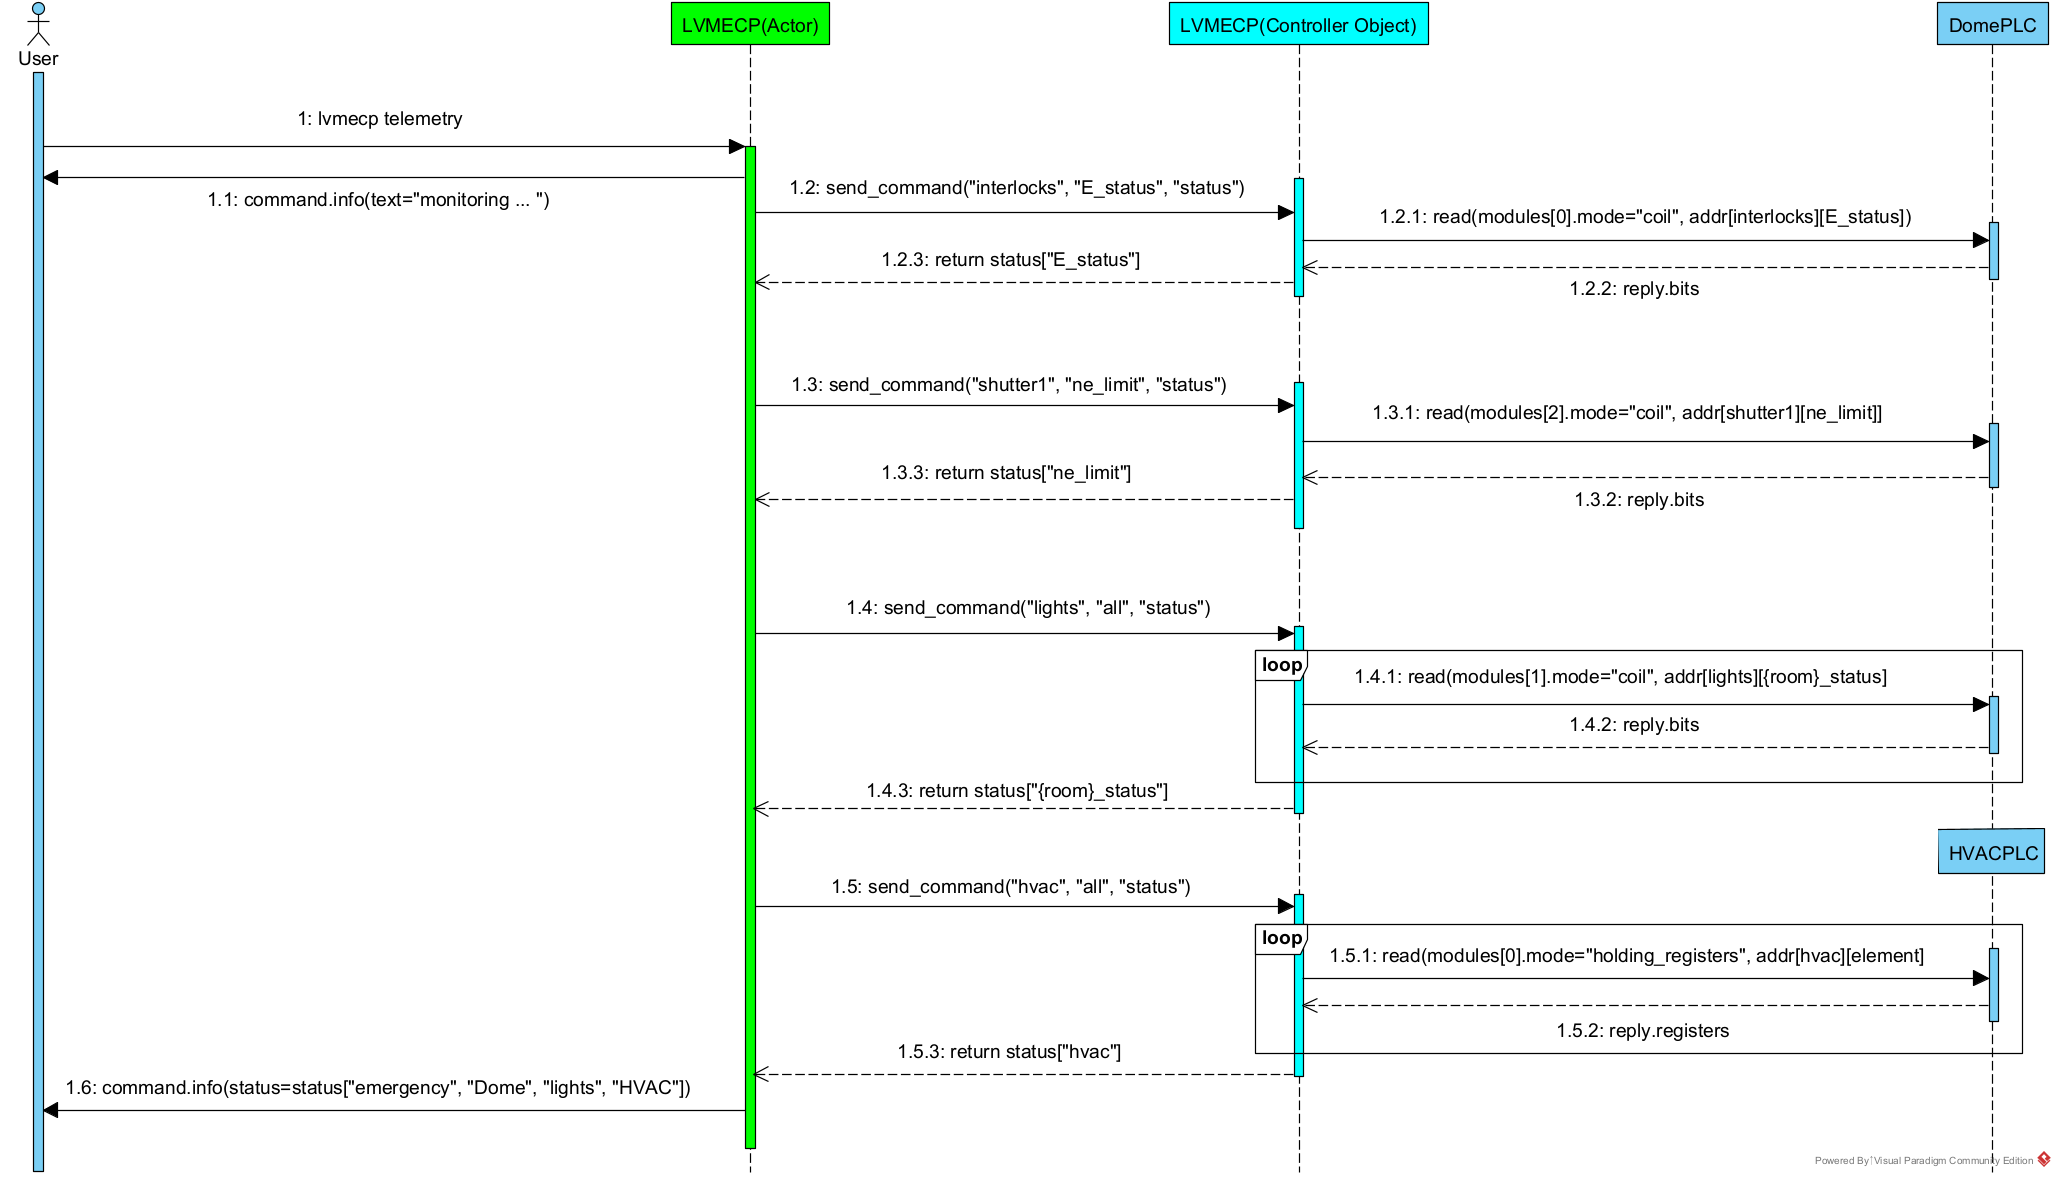 LVMECP(Actor)
LVMECP(Controller Object)
DomePLC
User
1: lvmecp telemetry
1.1: command.info(text="monitoring ... ")
1.2: send_command("interlocks", "E_status", "status")
1.2.1: read(modules[0].mode="coil", addr[interlocks][E_status])
1.2.3: return status["E_status"]
1.2.2: reply.bits
1.3: send_command("shutter1", "ne_limit", "status")
1.3.1: read(modules[2].mode="coil", addr[shutter1][ne_limit]]
1.3.3: return status["ne_limit"]
1.3.2: reply.bits
1.4: send_command("lights", "all", "status")
loop
1.4.1: read(modules[1].mode="coil", addr[lights][{room}_status]
1.4.2: reply.bits
1.4.3: return status["{room}_status"]
HVACPLC
1.5: send_command("hvac", "all", "status")
loop
1.5.1: read(modules[0].mode="holding_registers", addr[hvac][element]
1.5.2: reply.registers
1.5.3: return status["hvac"]
1.6: command.info(status=status["emergency", "Dome", "lights", "HVAC"])
Powered By Visual Paradigm Community Edition